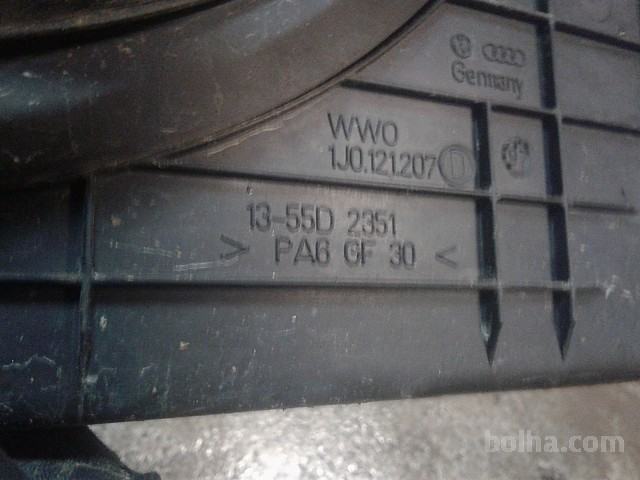 Germany
WWO
1J0.121.207 D
13-55D 2351
> PA6 GF 30 <
bolha.com